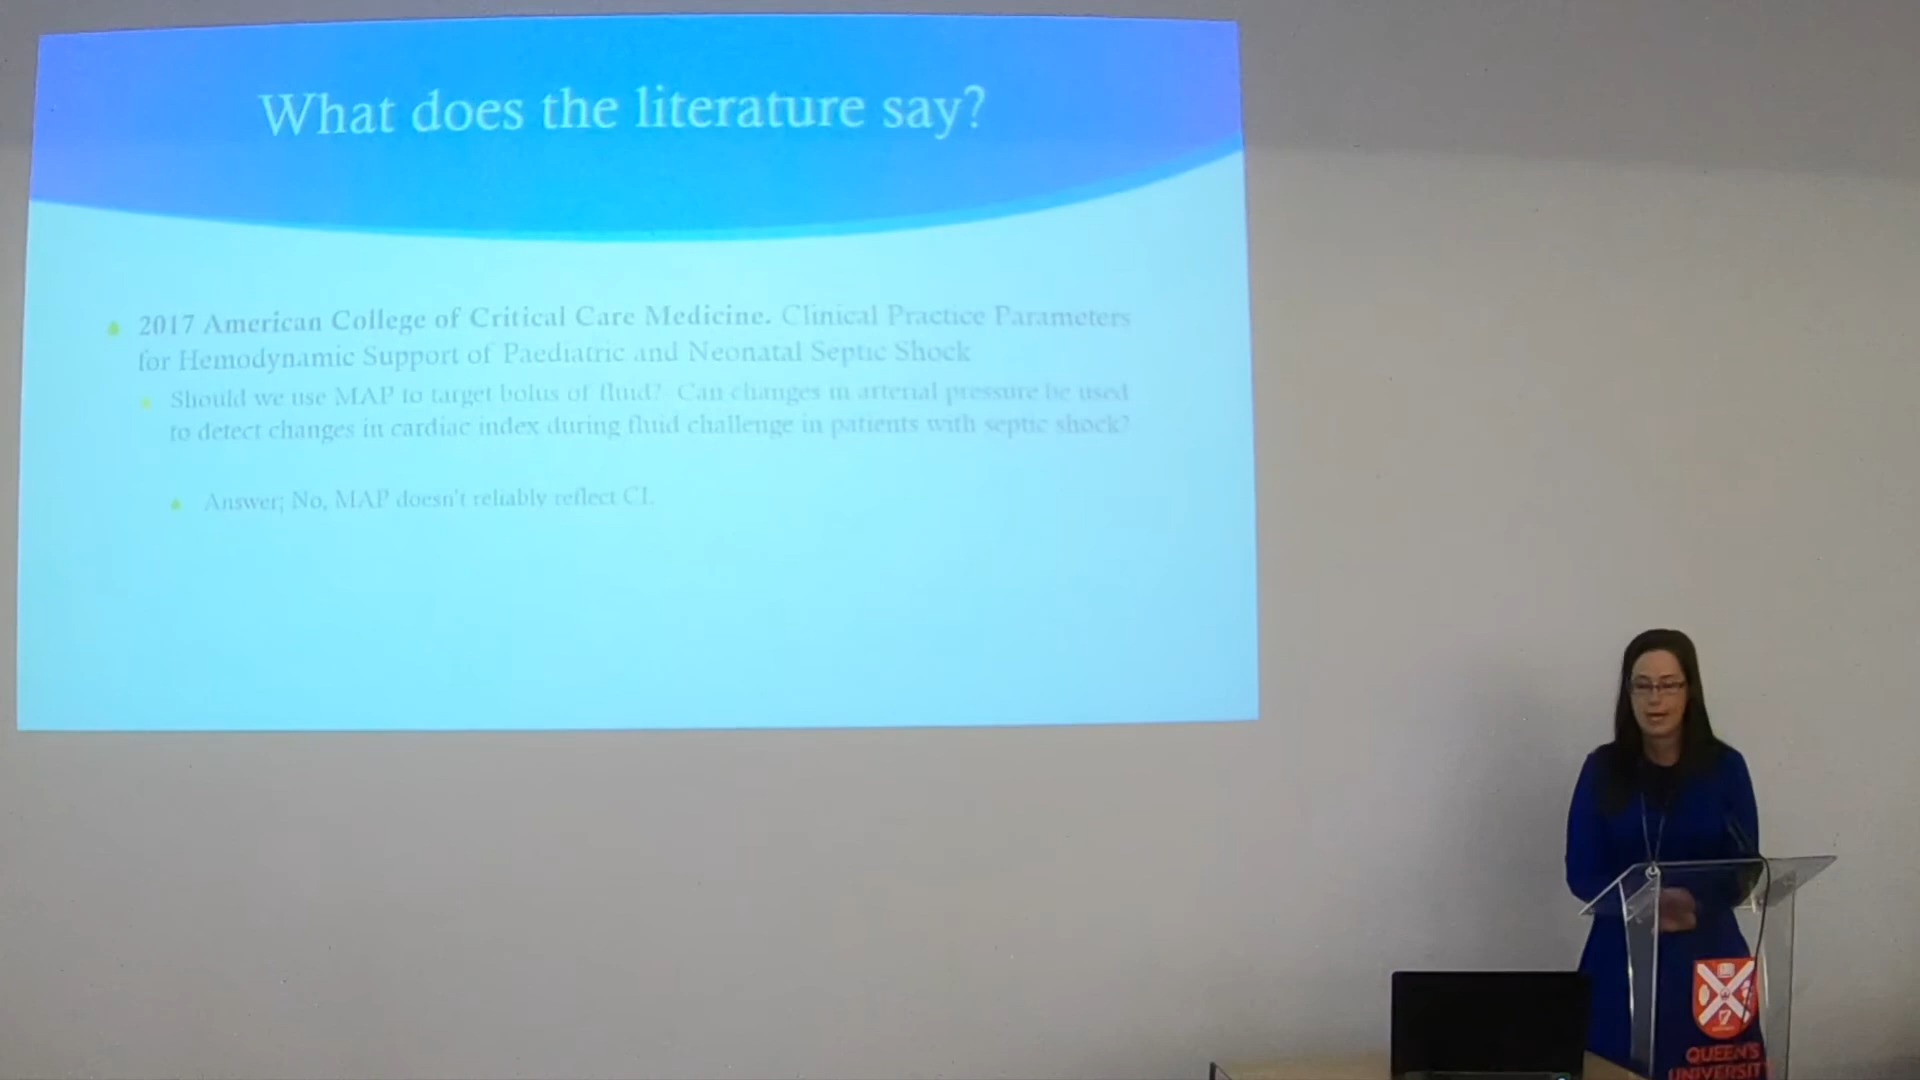 What does the literature say?
2017 American College of Critical Care Medicine. Clinical Practice Parameters
for Hemodynamic Support of Paediatric and Neonatal Septic Shock
Should we use MAP to target bolus of fluid? Can changes in arterial pressure be used
to detect changes in cardiac index during fluid challenge in patients with septic shock?
Answer; No, MAP doesn't reliably reflect CI.
QUEEN'S
UNIVERSIT